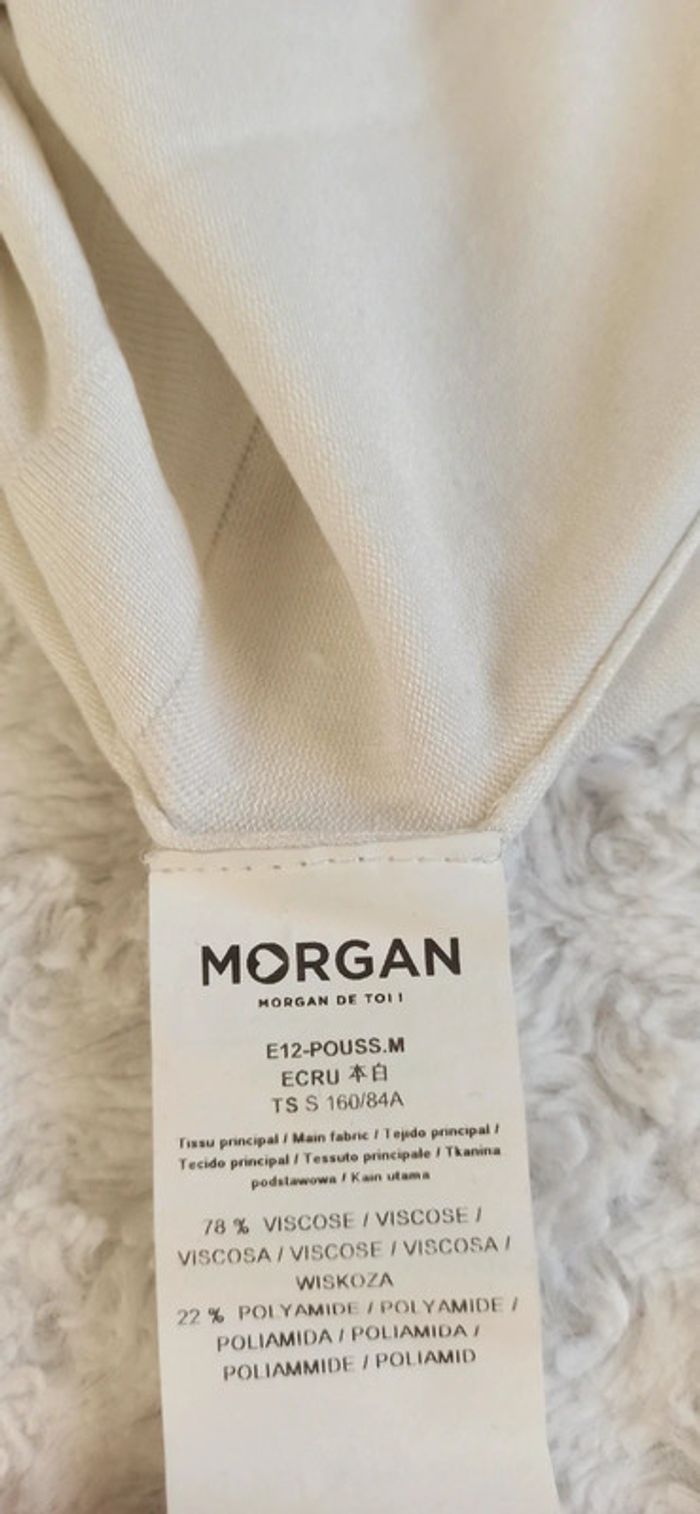 MORGAN
MORGAN DE TOI !
E12-POUSS.M
ECRU 本白
TS S 160/84A
Tissu principal / Main fabric / Tejido principal /
Tecido principal / Tessuto principale / Tkanina
podstawowa / Kain utama
78 % VISCOSE / VISCOSE /
VISCOSA / VISCOSE / VISCOSA /
WISKOZA
22 % POLYAMIDE / POLYAMIDE /
POLIAMIDA / POLIAMIDA /
POLIAMMIDE / POLIAMID